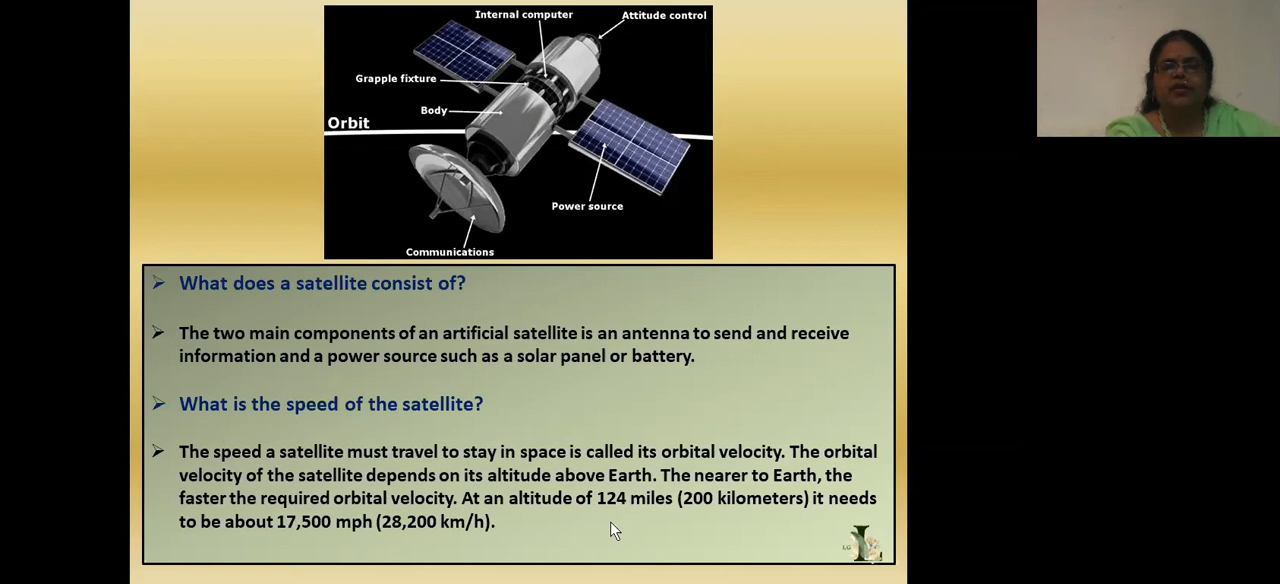 Internal computer
Attitude control
Grapple fixture
Body
Orbit
Power source
Communications
What does a satellite consist of?
The two main components of an artificial satellite is an antenna to send and receive
information and a power source such as a solar panel or battery.
What is the speed of the satellite?
The speed a satellite must travel to stay in space is called its orbital velocity. The orbital
velocity of the satellite depends on its altitude above Earth. The nearer to Earth, the
faster the required orbital velocity. At an altitude of 124 miles (200 kilometers) it needs
to be about 17,500 mph (28,200 km/h).
LG